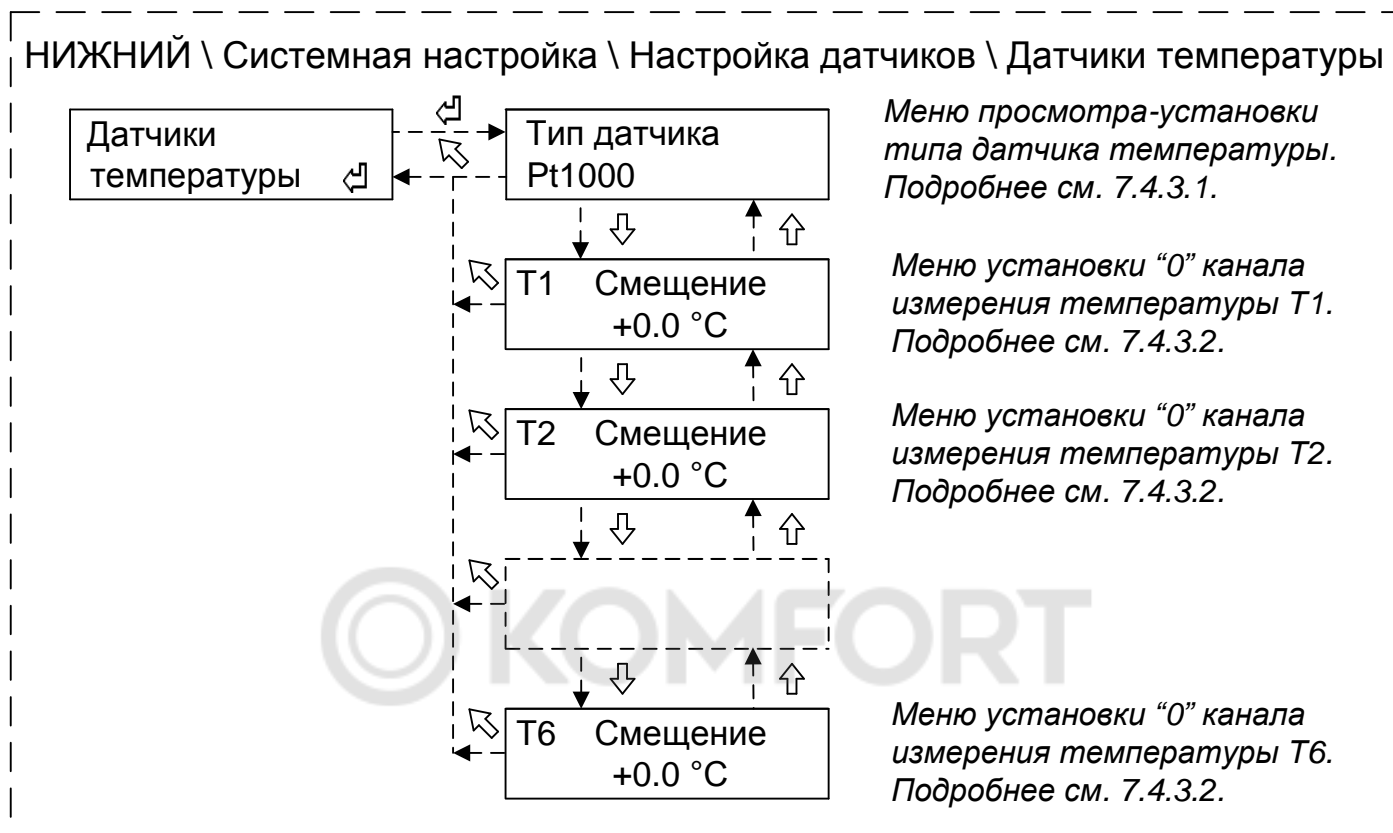 НИЖНИЙ \ Системная настройка \ Настройка датчиков \ Датчики температуры
Датчики
температуры
Тип датчика
Pt1000
Меню просмотра-установки
типа датчика температуры.
Подробнее см. 7.4.3.1.
T1 Смещение
+0.0 °C
Меню установки “0” канала
измерения температуры T1.
Подробнее см. 7.4.3.2.
T2 Смещение
+0.0 °C
Меню установки “0” канала
измерения температуры T2.
Подробнее см. 7.4.3.2.
KOMFORT
T6 Смещение
+0.0 °C
Меню установки “0” канала
измерения температуры T6.
Подробнее см. 7.4.3.2.